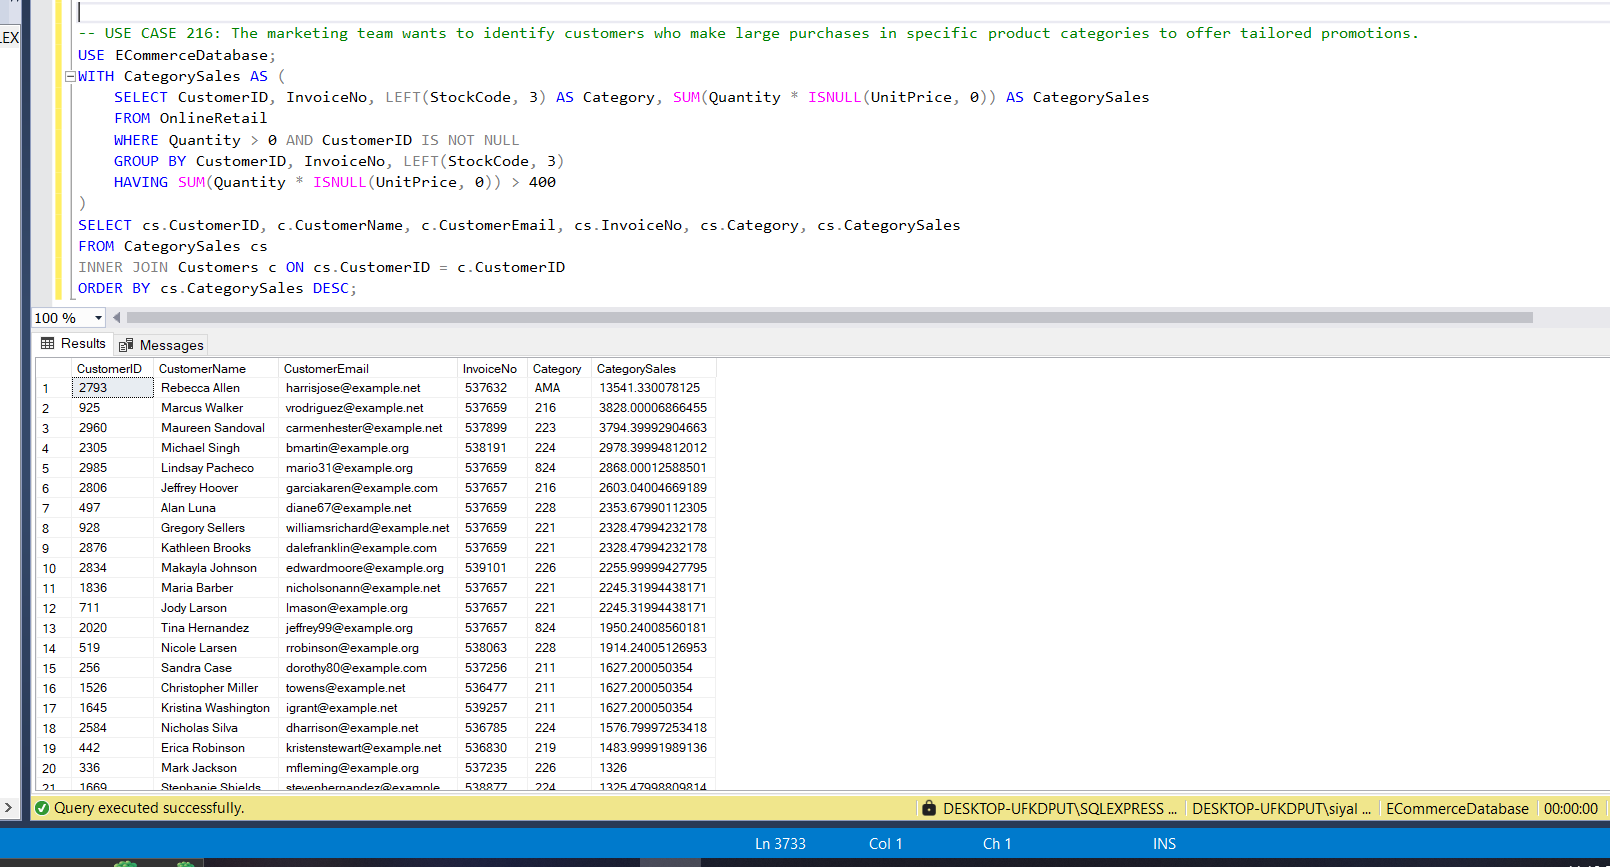 LEX
-- USE CASE 216: The marketing team wants to identify customers who make large purchases in specific product categories to offer tailored promotions.
USE ECommerceDatabase;
WITH CategorySales AS (
SELECT CustomerID, InvoiceNo, LEFT(StockCode, 3) AS Category, SUM(Quantity * ISNULL(UnitPrice, 0)) AS CategorySales
FROM OnlineRetail
WHERE Quantity > 0 AND CustomerID IS NOT NULL
GROUP BY CustomerID, InvoiceNo, LEFT(StockCode, 3)
HAVING SUM(Quantity * ISNULL(UnitPrice, 0)) > 400
)
SELECT cs.CustomerID, c.CustomerName, c.CustomerEmail, cs.InvoiceNo, cs.Category, cs.CategorySales
FROM CategorySales cs
INNER JOIN Customers c ON cs.CustomerID = c.CustomerID
ORDER BY cs.CategorySales DESC;
100 %
Results Messages
CustomerID CustomerName CustomerEmail InvoiceNo Category CategorySales
1 2793 Rebecca Allen harrisjose@example.net 537632 AMA 13541.330078125
2 925 Marcus Walker vrodriguez@example.net 537659 216 3828.00006866455
3 2960 Maureen Sandoval carmenhester@example.net 537899 223 3794.39992904663
4 2305 Michael Singh bmartin@example.org 538191 224 2978.39994812012
5 2985 Lindsay Pacheco mario31@example.org 537659 824 2868.00012588501
6 2806 Jeffrey Hoover garciakaren@example.com 537657 216 2603.04004669189
7 497 Alan Luna diane67@example.net 537659 228 2353.67990112305
8 928 Gregory Sellers williamsrichard@example.net 537659 221 2328.47994232178
9 2876 Kathleen Brooks dalefranklin@example.com 537659 221 2328.47994232178
10 2834 Makayla Johnson edwardmoore@example.org 539101 226 2255.99999427795
11 1836 Maria Barber nicholsonann@example.net 537657 221 2245.31994438171
12 711 Jody Larson lmason@example.org 537657 221 2245.31994438171
13 2020 Tina Hernandez jeffrey99@example.org 537657 824 1950.24008560181
14 519 Nicole Larsen rrobinson@example.org 538063 228 1914.24005126953
15 256 Sandra Case dorothy80@example.com 537256 211 1627.200050354
16 1526 Christopher Miller towens@example.net 536477 211 1627.200050354
17 1645 Kristina Washington igrant@example.net 539257 211 1627.200050354
18 2584 Nicholas Silva dharrison@example.net 536785 224 1576.79997253418
19 442 Erica Robinson kristenstewart@example.net 536830 219 1483.99991989136
20 336 Mark Jackson mfleming@example.org 537235 226 1326
21 1669 Stephanie Shields stevenhernandez@example 538877 224 1325.47998809814
Query executed successfully. DESKTOP-UFKDPUT\SQLEXPRESS ... DESKTOP-UFKDPUT\siyal ... ECommerceDatabase 00:00:00
Ln 3733 Col 1 Ch 1 INS